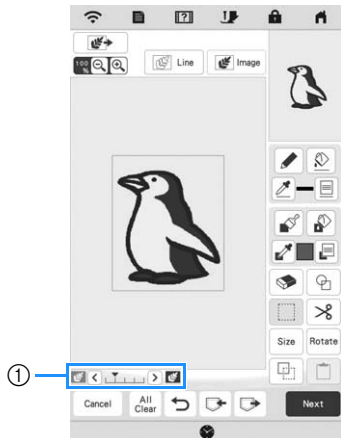 100
%
Line
Image
①
Size
Rotate
Cancel
All
Clear
Next